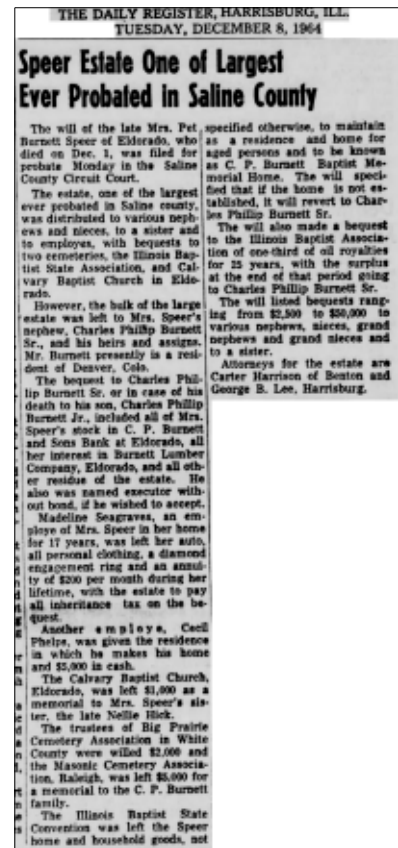 THE DAILY REGISTER, HARRISBURG, ILL.
TUESDAY, DECEMBER 8, 1964
Speer Estate One of Largest
Ever Probated in Saline County
The will of the late Mrs. Pet
Burnett Speer of Eldorado, who
died on Dec. 1, was filed for
probate Monday in the Saline
County Circuit Court.
The estate, one of the largest
ever probated in Saline county,
was distributed to various neph-
ews and nieces, to a sister and
to employes, with bequests to
two cemeteries, the Illinois Bap-
tist State Association, and Cal-
vary Baptist Church in Eldo-
rado.
However, the bulk of the large
estate was left to Mrs. Speer's
nephew, Charles Phillip Burnett
Sr., and his heirs and assigns.
Mr. Burnett presently is a resi-
dent of Denver, Colo.
The bequest to Charles Phil-
lip Burnett Sr. or in case of his
death to his son, Charles Phillip
Burnett Jr., included all of Mrs.
Speer's stock in C. P. Burnett
and Sons Bank at Eldorado, all
her interest in Burnett Lumber
Company, Eldorado, and all oth-
er residue of the estate. He
also was named executor with-
out bond, if he wished to accept.
Madeline Seagraves, an em-
ploye of Mrs. Speer in her home
for 17 years, was left her auto,
all personal clothing, a diamond
engagement ring and an annui-
ty of $200 per month during her
lifetime, with the estate to pay
all inheritance tax on the be-
quest.
Another employe, Cecil
Phelps, was given the residence
in which he makes his home
and $5,000 in cash.
The Calvary Baptist Church,
Eldorado, was left $1,000 as a
memorial to Mrs. Speer's sis-
ter, the late Nellie Hick.
The trustees of Big Prairie
Cemetery Association in White
County were willed $2,000 and
the Masonic Cemetery Associa-
tion, Raleigh, was left $5,000 for
a memorial to the C. P. Burnett
family.
The Illinois Baptist State
Convention was left the Speer
home and household goods, not
specified otherwise, to maintain
as a residence and home for
aged persons and to be known
as C. P. Burnett Baptist Me-
morial Home. The will speci-
fied that if the home is not es-
tablished, it will revert to Char-
les Phillip Burnett Sr.
The will also made a bequest
to the Illinois Baptist Associa-
tion of one-third of oil royalties
for 25 years, with the surplus
at the end of that period going
to Charles Phillip Burnett Sr.
The will listed bequests rang-
ing from $2,500 to $50,000 to
various nephews, nieces, grand
nephews and grand nieces and
to a sister.
Attorneys for the estate are
Carter Harrison of Benton and
George B. Lee, Harrisburg.